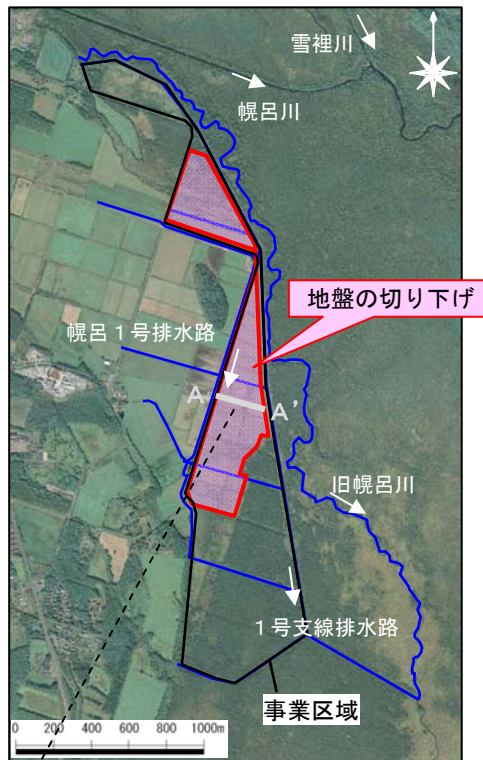 雪裡川
幌呂川
地盤の切り下げ
幌呂1号排水路
A A'
旧幌呂川
1号支線排水路
事業区域
0 200 400 600 800 1000m